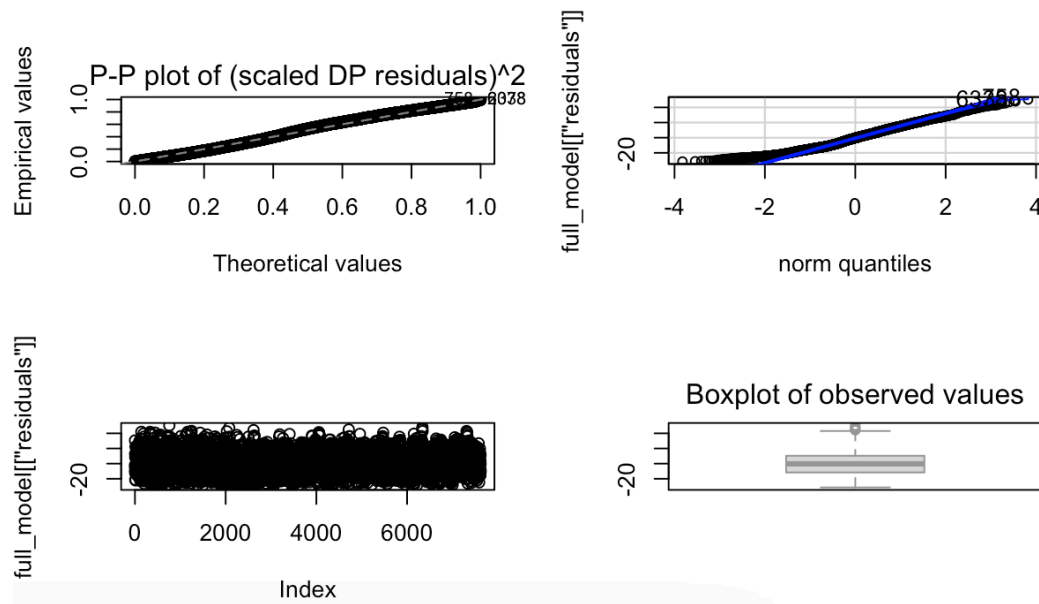 P-P plot of (scaled DP residuals)^2
Empirical values
0.0 1.0
758
0.0 0.2 0.4 0.6 0.8 1.0
Theoretical values
full_model[["residuals"]]
-20
-4 -2 0 2 4
norm quantiles
full_model[["residuals"]]
-20
0 2000 4000 6000
Index
Boxplot of observed values
-20